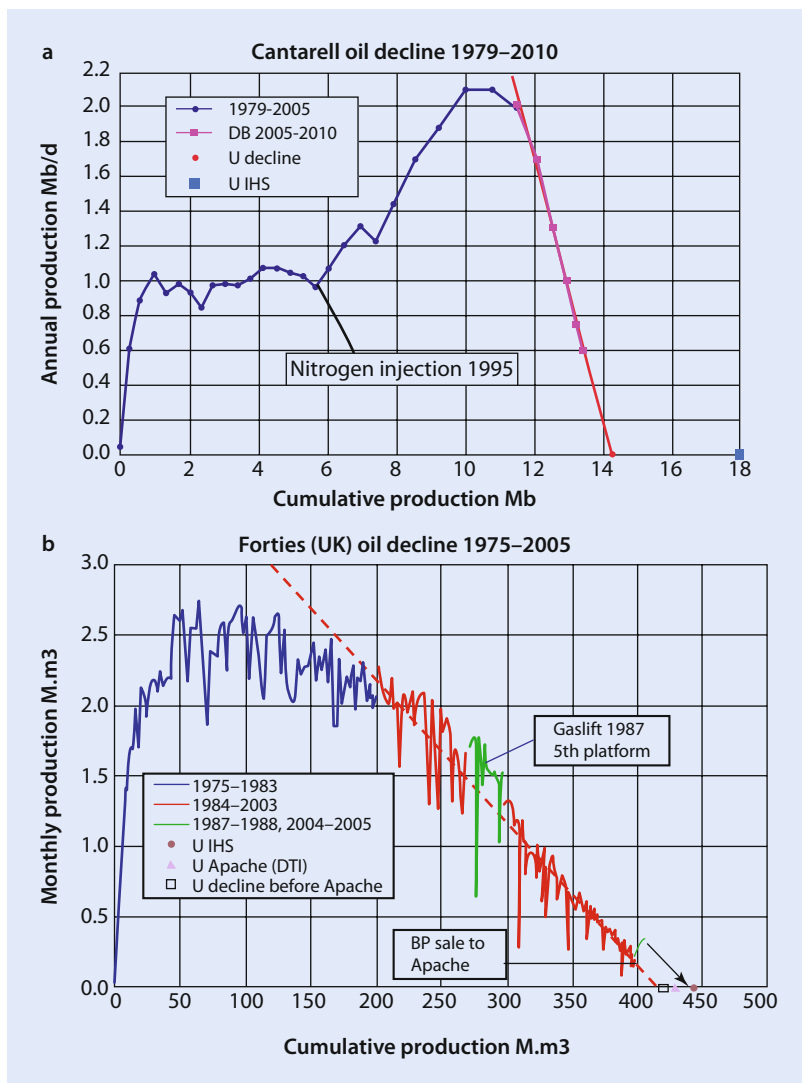 a
Cantarell oil decline 1979–2010
Annual production Mb/d
2.2
2.0
1.8
1.6
1.4
1.2
1.0
0.8
0.6
0.4
0.2
0.0
1979-2005
DB 2005-2010
U decline
U IHS
Nitrogen injection 1995
0 2 4 6 8 10 12 14 16 18
Cumulative production Mb
b
Forties (UK) oil decline 1975–2005
Monthly production M.m3
3.0
2.5
2.0
1.5
1.0
0.5
0.0
Gaslift 1987
5th platform
1975–1983
1984–2003
1987–1988, 2004–2005
U IHS
U Apache (DTI)
U decline before Apache
BP sale to
Apache
0 50 100 150 200 250 300 350 400 450 500
Cumulative production M.m3